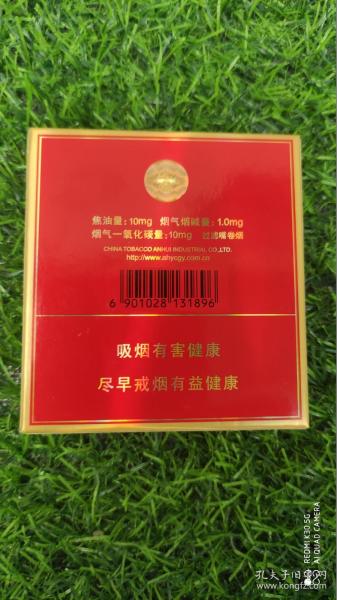 焦油量:10mg 烟气烟碱量:1.0mg
烟气一氧化碳量:10mg 过滤嘴卷烟
CHINA TOBACCO ANHUI INDUSTRIAL CO.,LTD.
http://www.ahycgy.com.cn
6 901028 131896
吸烟有害健康
尽早戒烟有益健康
REDMI K30 5G
AI QUAD CAMERA
孔夫子旧书网